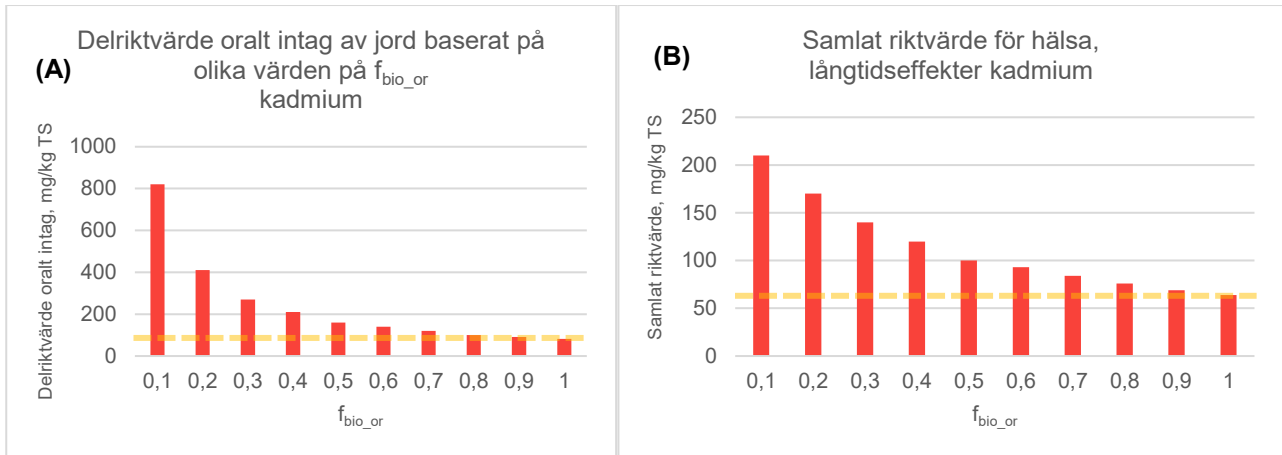 (A)
Delriktvärde oralt intag av jord baserat på
olika värden på f_bio_or
kadmium
Delriktvärde oralt intag, mg/kg TS
1000
800
600
400
200
0
0,1 0,2 0,3 0,4 0,5 0,6 0,7 0,8 0,9 1
f_bio_or
(B)
Samlat riktvärde för hälsa,
långtidseffekter kadmium
Samlat riktvärde, mg/kg TS
250
200
150
100
50
0
0,1 0,2 0,3 0,4 0,5 0,6 0,7 0,8 0,9 1
f_bio_or